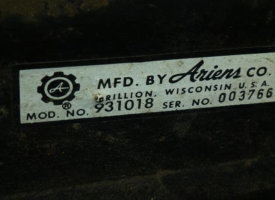 A
MFD. BY Ariens CO.
®
BRILLION, WISCONSIN, U.S.A.
MOD. NO. 931018 SER. NO. 003766